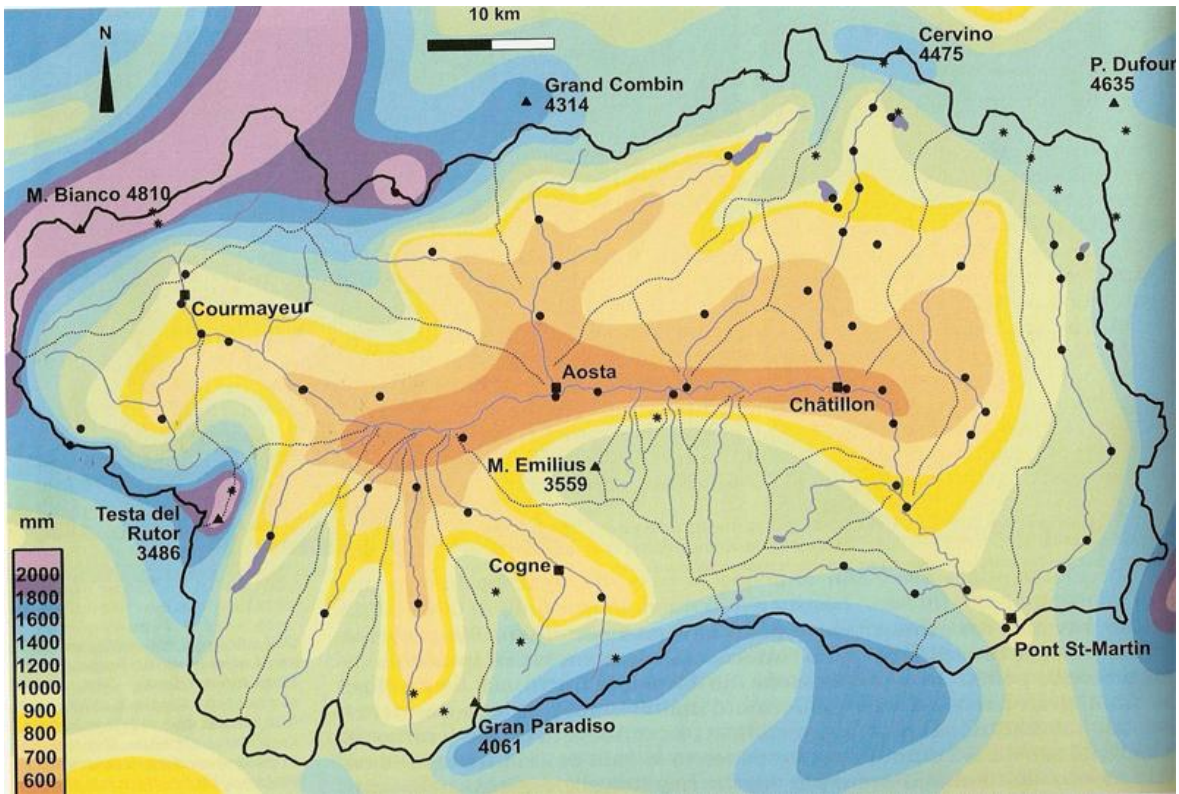 10 km
N
Cervino
4475
P. Dufour
4635
Grand Combin
4314
M. Bianco 4810
Courmayeur
Aosta
Châtillon
M. Emilius
3559
Testa del
Rutor
3486
mm
2000
1800
1600
1400
1200
1000
900
800
700
600
Cogne
Pont St-Martin
Gran Paradiso
4061